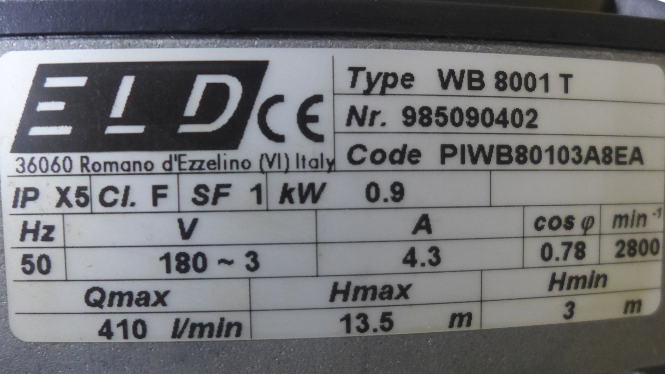 ELD CE
Type WB 8001 T
Nr. 985090402
36060 Romano d'Ezzelino (VI) Italy
Code PIWB80103A8EA
IP X5 Cl. F SF 1 kW 0.9
Hz V A cos φ min -1
50 180 ~ 3 4.3 0.78 2800
Qmax Hmax Hmin
410 l/min 13.5 m 3 m